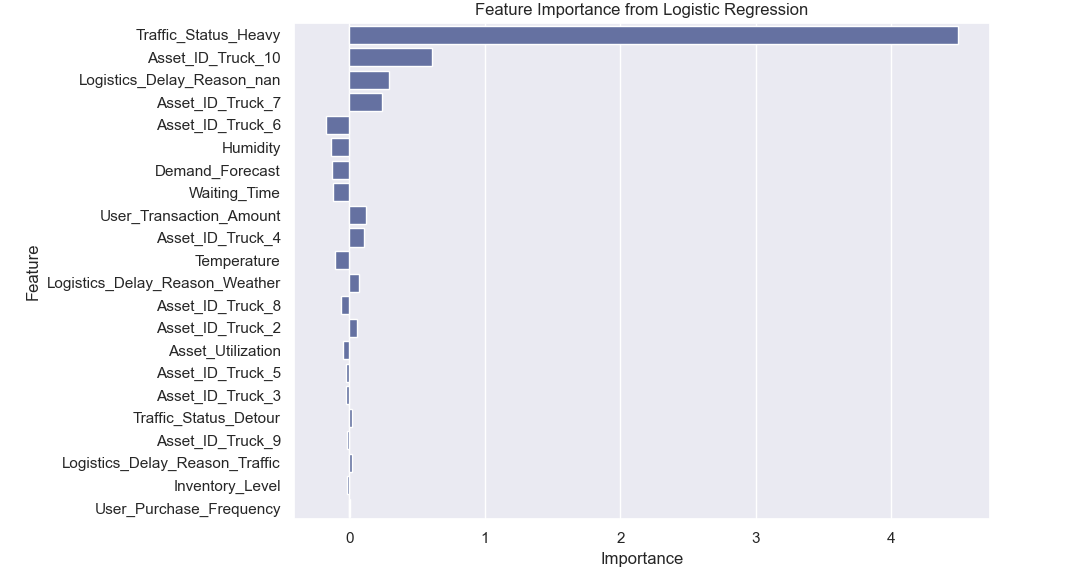 Feature Importance from Logistic Regression
Traffic_Status_Heavy
Asset_ID_Truck_10
Logistics_Delay_Reason_nan
Asset_ID_Truck_7
Asset_ID_Truck_6
Humidity
Demand_Forecast
Waiting_Time
User_Transaction_Amount
Asset_ID_Truck_4
Temperature
Logistics_Delay_Reason_Weather
Asset_ID_Truck_8
Asset_ID_Truck_2
Asset_Utilization
Asset_ID_Truck_5
Asset_ID_Truck_3
Traffic_Status_Detour
Asset_ID_Truck_9
Logistics_Delay_Reason_Traffic
Inventory_Level
User_Purchase_Frequency
Feature
0 1 2 3 4
Importance